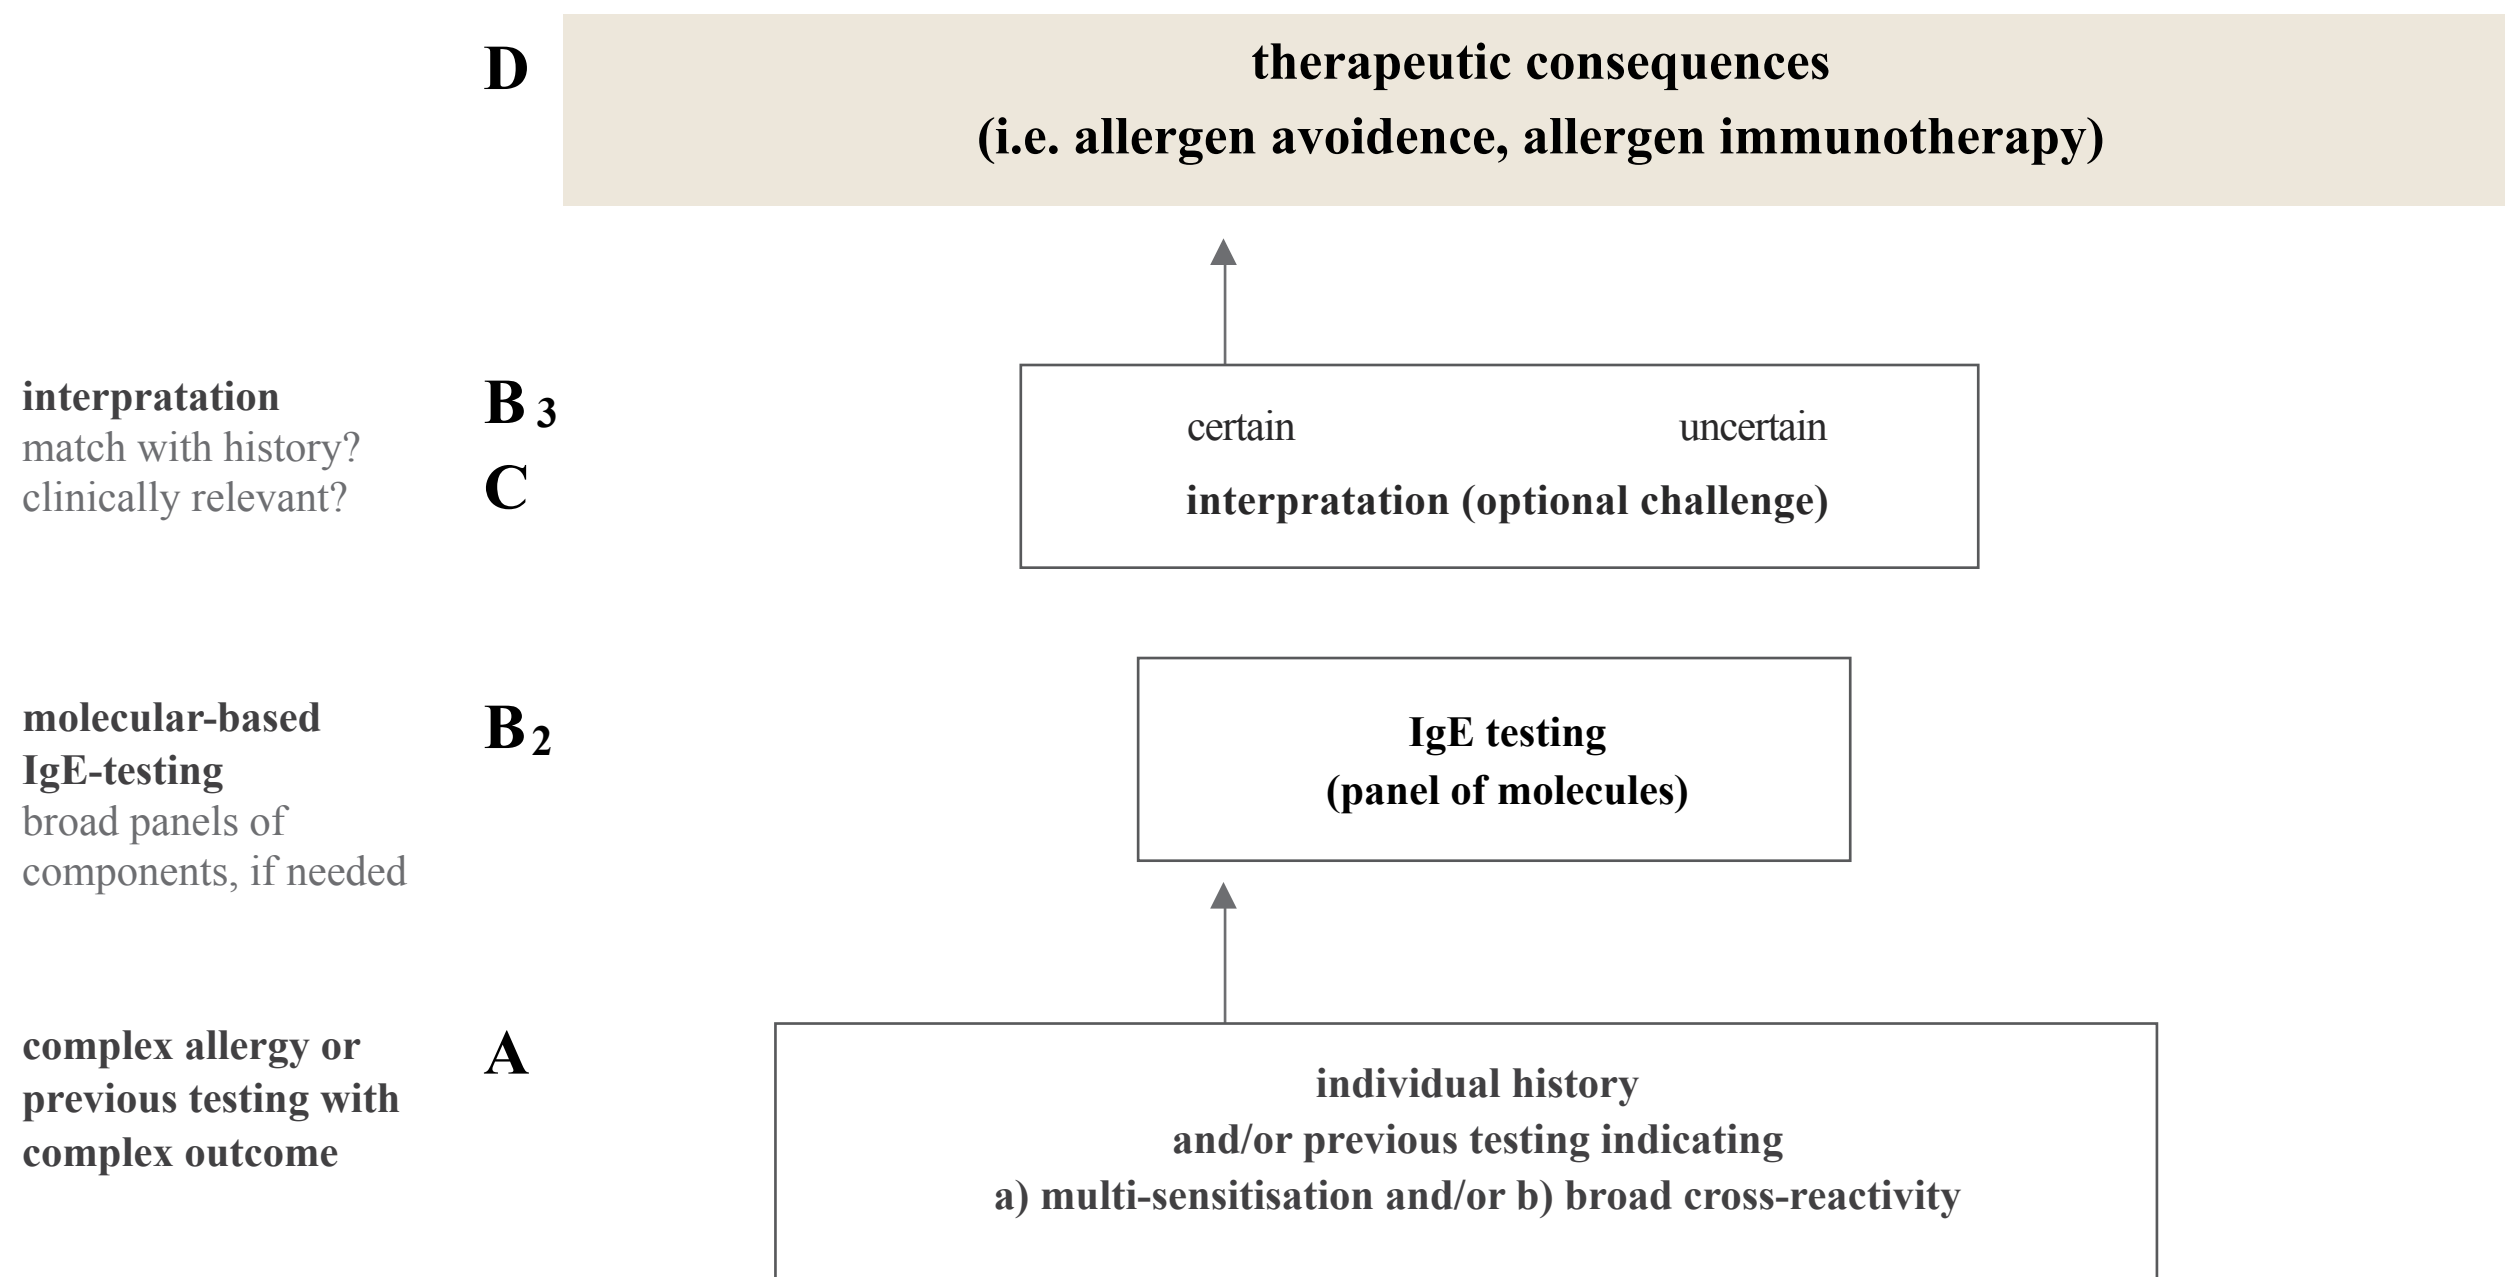 D
therapeutic consequences
(i.e. allergen avoidence, allergen immunotherapy)
interpratation
match with history?
clinically relevant?
B 3
C
certain uncertain
interpratation (optional challenge)
molecular-based
IgE-testing
broad panels of
components, if needed
B 2
IgE testing
(panel of molecules)
complex allergy or
previous testing with
complex outcome
A
individual history
and/or previous testing indicating
a) multi-sensitisation and/or b) broad cross-reactivity